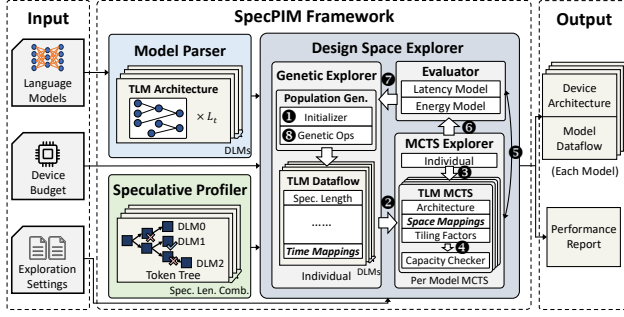 Input
SpecPIM Framework
Output
Language
Models
Device
Budget
Exploration
Settings
Model Parser
TLM Architecture
× Lt
DLMs
Speculative Profiler
DLM0
DLM1
DLM2
Token Tree
Spec. Len. Comb.
Design Space Explorer
Genetic Explorer
Population Gen.
❶ Initializer
❽ Genetic Ops
TLM Dataflow
Spec. Length
......
Time Mappings
Individual
DLMs
❷
❼
Evaluator
Latency Model
Energy Model
❻
❺
MCTS Explorer
Individual
❸
TLM MCTS
Architecture
Space Mappings
Tiling Factors
❹
Capacity Checker
Per Model MCTS
Device
Architecture
Model
Dataflow
(Each Model)
Performance
Report